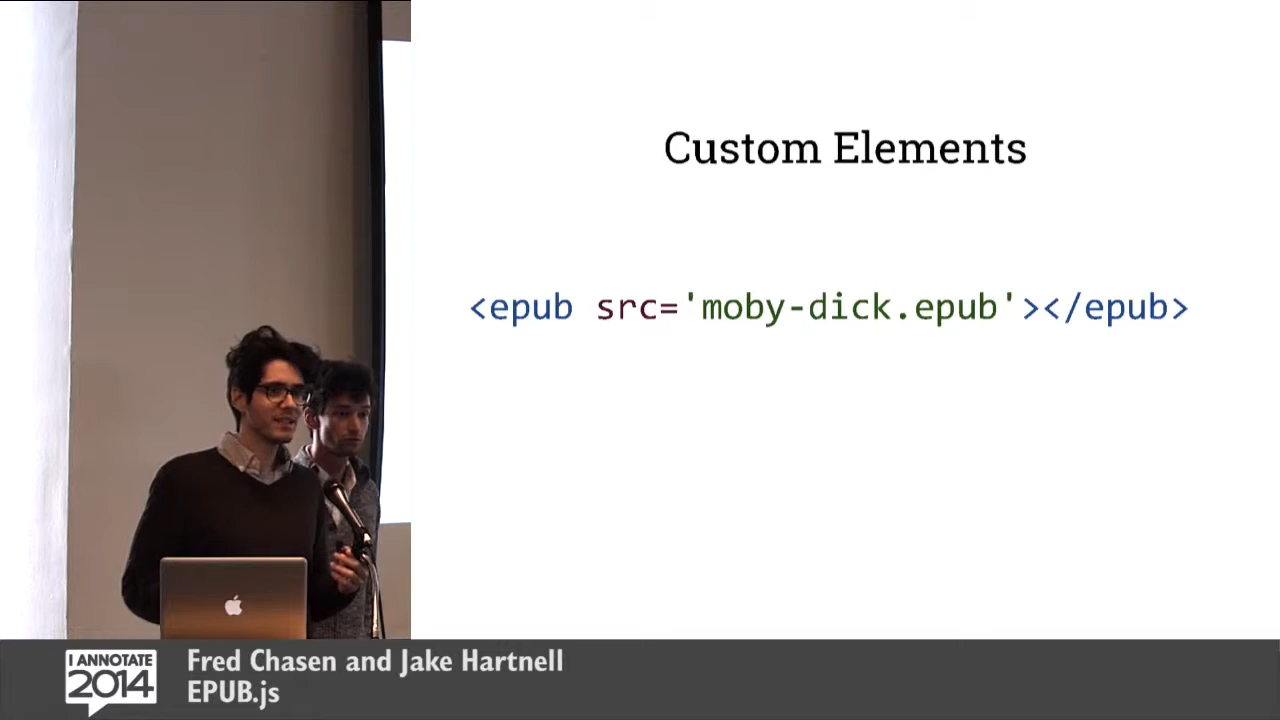 Custom Elements
<epub src='moby-dick.epub'></epub>
I ANNOTATE
2014
Fred Chasen and Jake Hartnell
EPUB.js